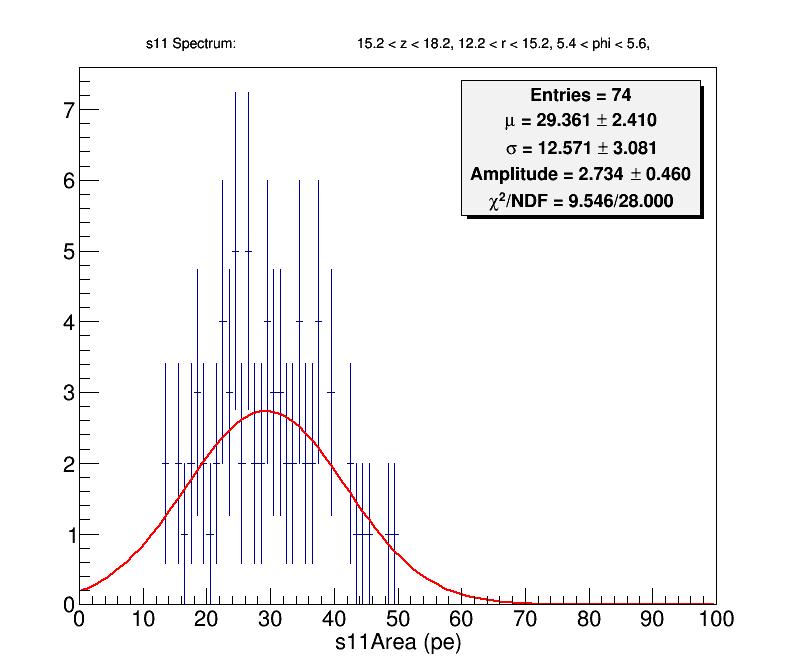 s11 Spectrum: 15.2 < z < 18.2, 12.2 < r < 15.2, 5.4 < phi < 5.6,
Entries = 74
μ = 29.361 ± 2.410
σ = 12.571 ± 3.081
Amplitude = 2.734 ± 0.460
χ²/NDF = 9.546/28.000
7
6
5
4
3
2
1
0
0 10 20 30 40 50 60 70 80 90 100
s11Area (pe)